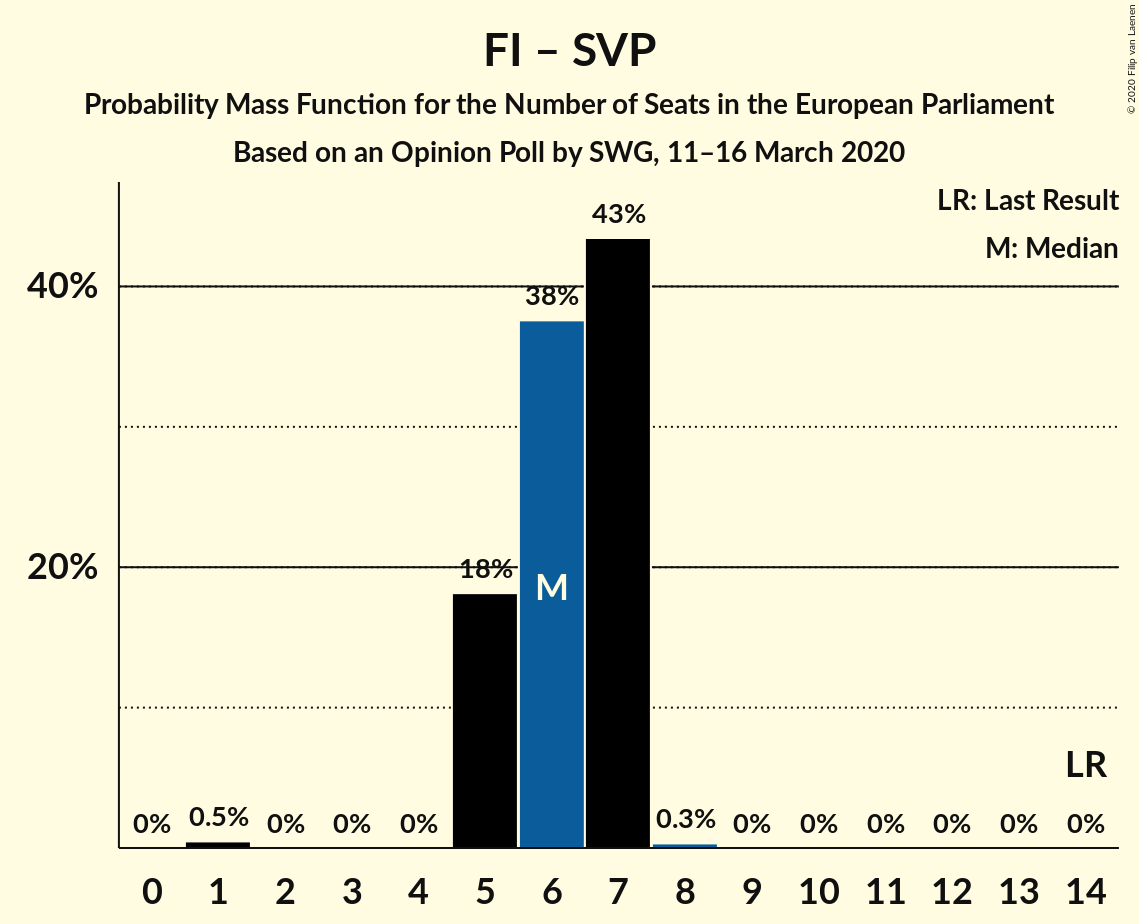 FI – SVP
Probability Mass Function for the Number of Seats in the European Parliament
Based on an Opinion Poll by SWG, 11–16 March 2020
© 2020 Filip van Laenen
LR: Last Result
M: Median
43%
40%
38%
20%
18%
M
LR
0% 0.5% 0% 0% 0% 0.3% 0% 0% 0% 0% 0% 0%
0 1 2 3 4 5 6 7 8 9 10 11 12 13 14